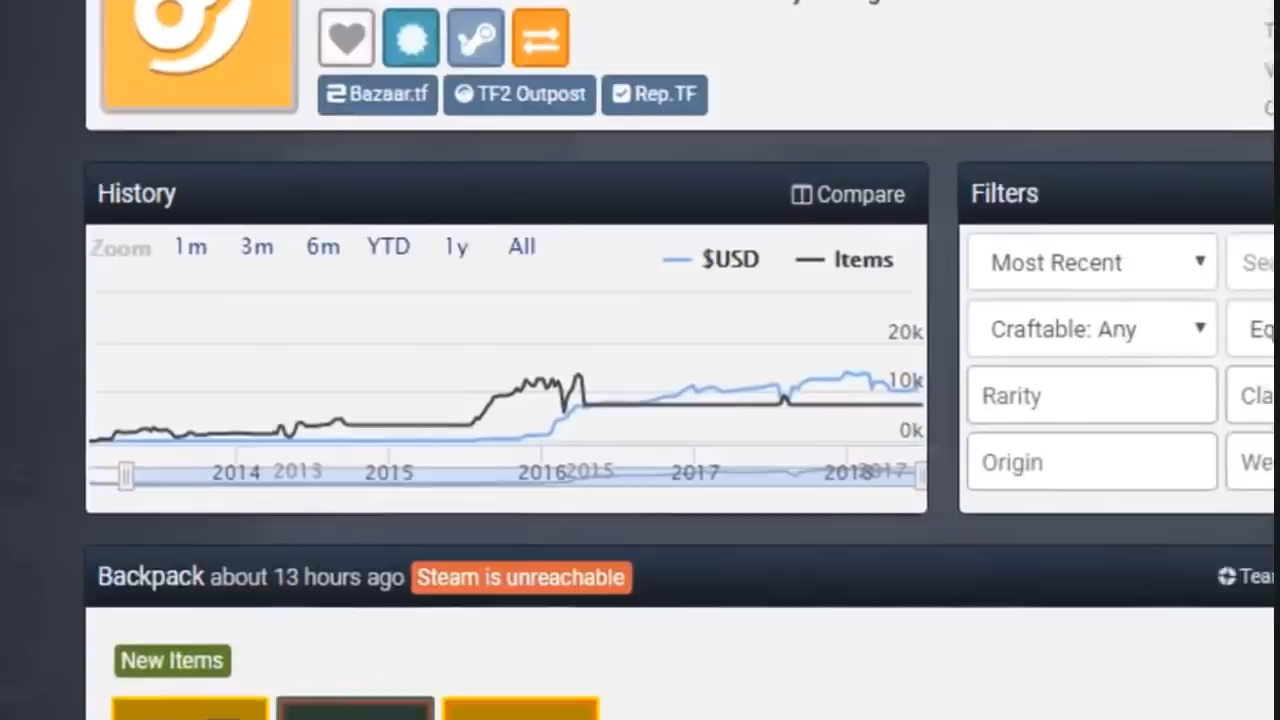 Bazaar.tf TF2 Outpost Rep.TF
History Compare
Filters
Zoom 1m 3m 6m YTD 1y All
$USD Items
Most Recent
20k
Craftable: Any
10k
Rarity
0k
2014 2013 2015 2016 2015 2017 2018 2017
Origin
Backpack about 13 hours ago Steam is unreachable
New Items